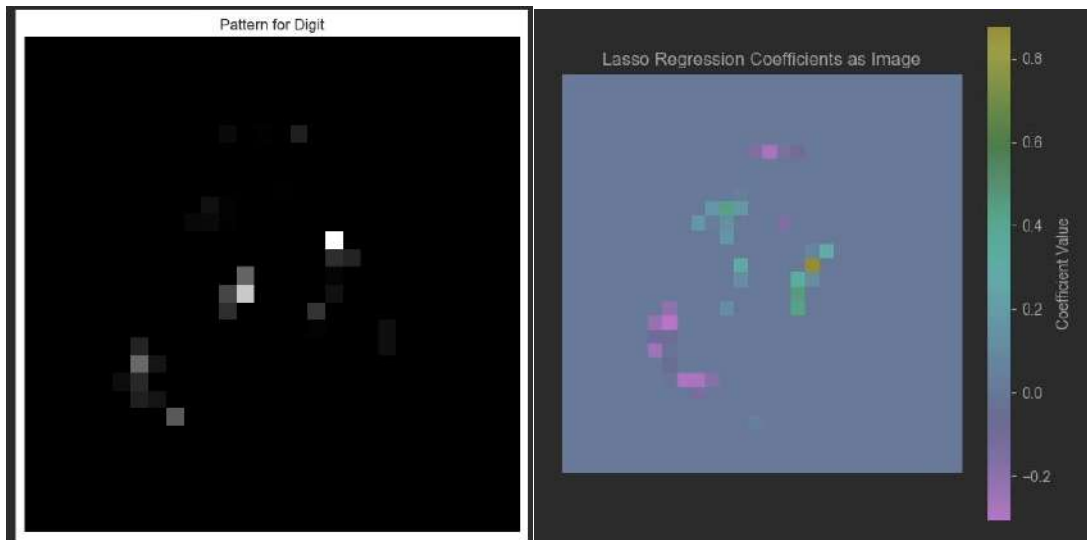 Pattern for Digit
Lasso Regression Coefficients as Image
0.8
0.6
0.4
0.2
0.0
−0.2
Coefficient Value